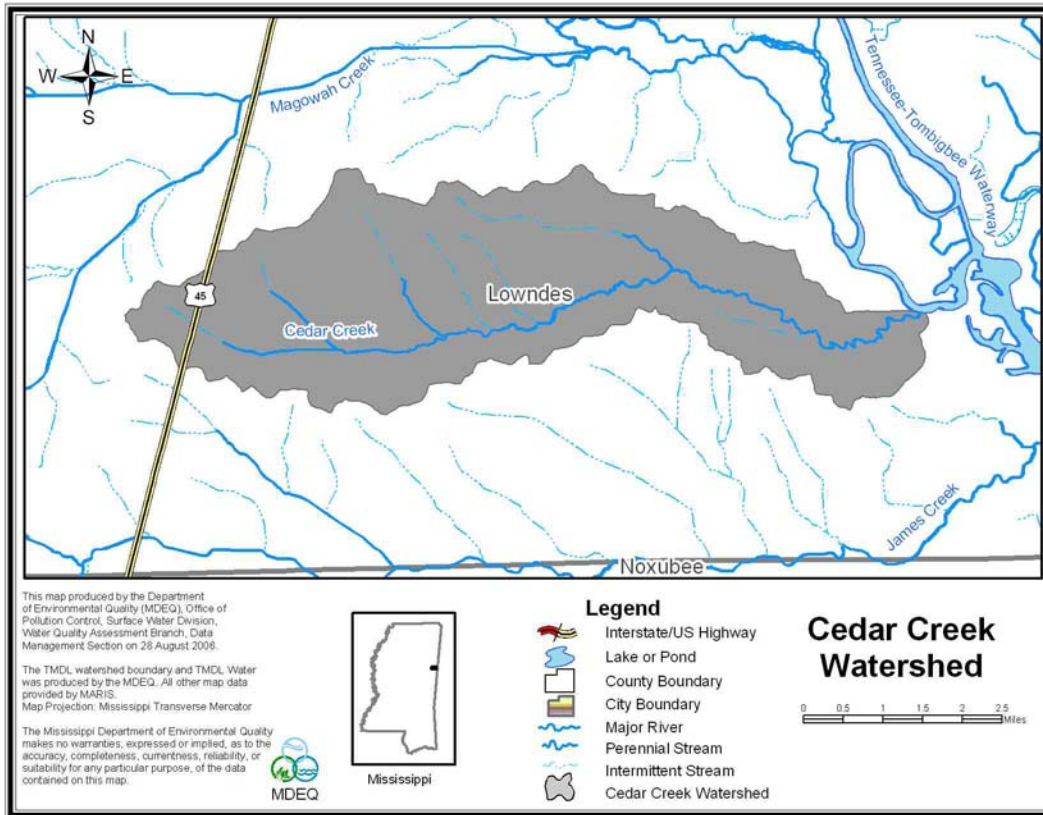 N
W E
S
Magowah Creek
Tennessee-Tombigbee Waterway
45
Lowndes
Cedar Creek
James Creek
Noxubee
This map produced by the Department
of Environmental Quality (MDEQ), Office of
Pollution Control, Surface Water Division,
Water Quality Assessment Branch, Data
Management Section on 28 August 2006.
The TMDL watershed boundary and TMDL Water
was produced by the MDEQ. All other map data
provided by MARIS.
Map Projection: Mississippi Transverse Mercator
The Mississippi Department of Environmental Quality
makes no warranties, expressed or implied, as to the
accuracy, completeness, currentness, reliability, or
suitability for any particular purpose, of the data
contained on this map.
MDEQ
Mississippi
Legend
Interstate/US Highway
Lake or Pond
County Boundary
City Boundary
Major River
Perennial Stream
Intermittent Stream
Cedar Creek Watershed
Cedar Creek
Watershed
0 0.5 1 1.5 2 2.5
Miles